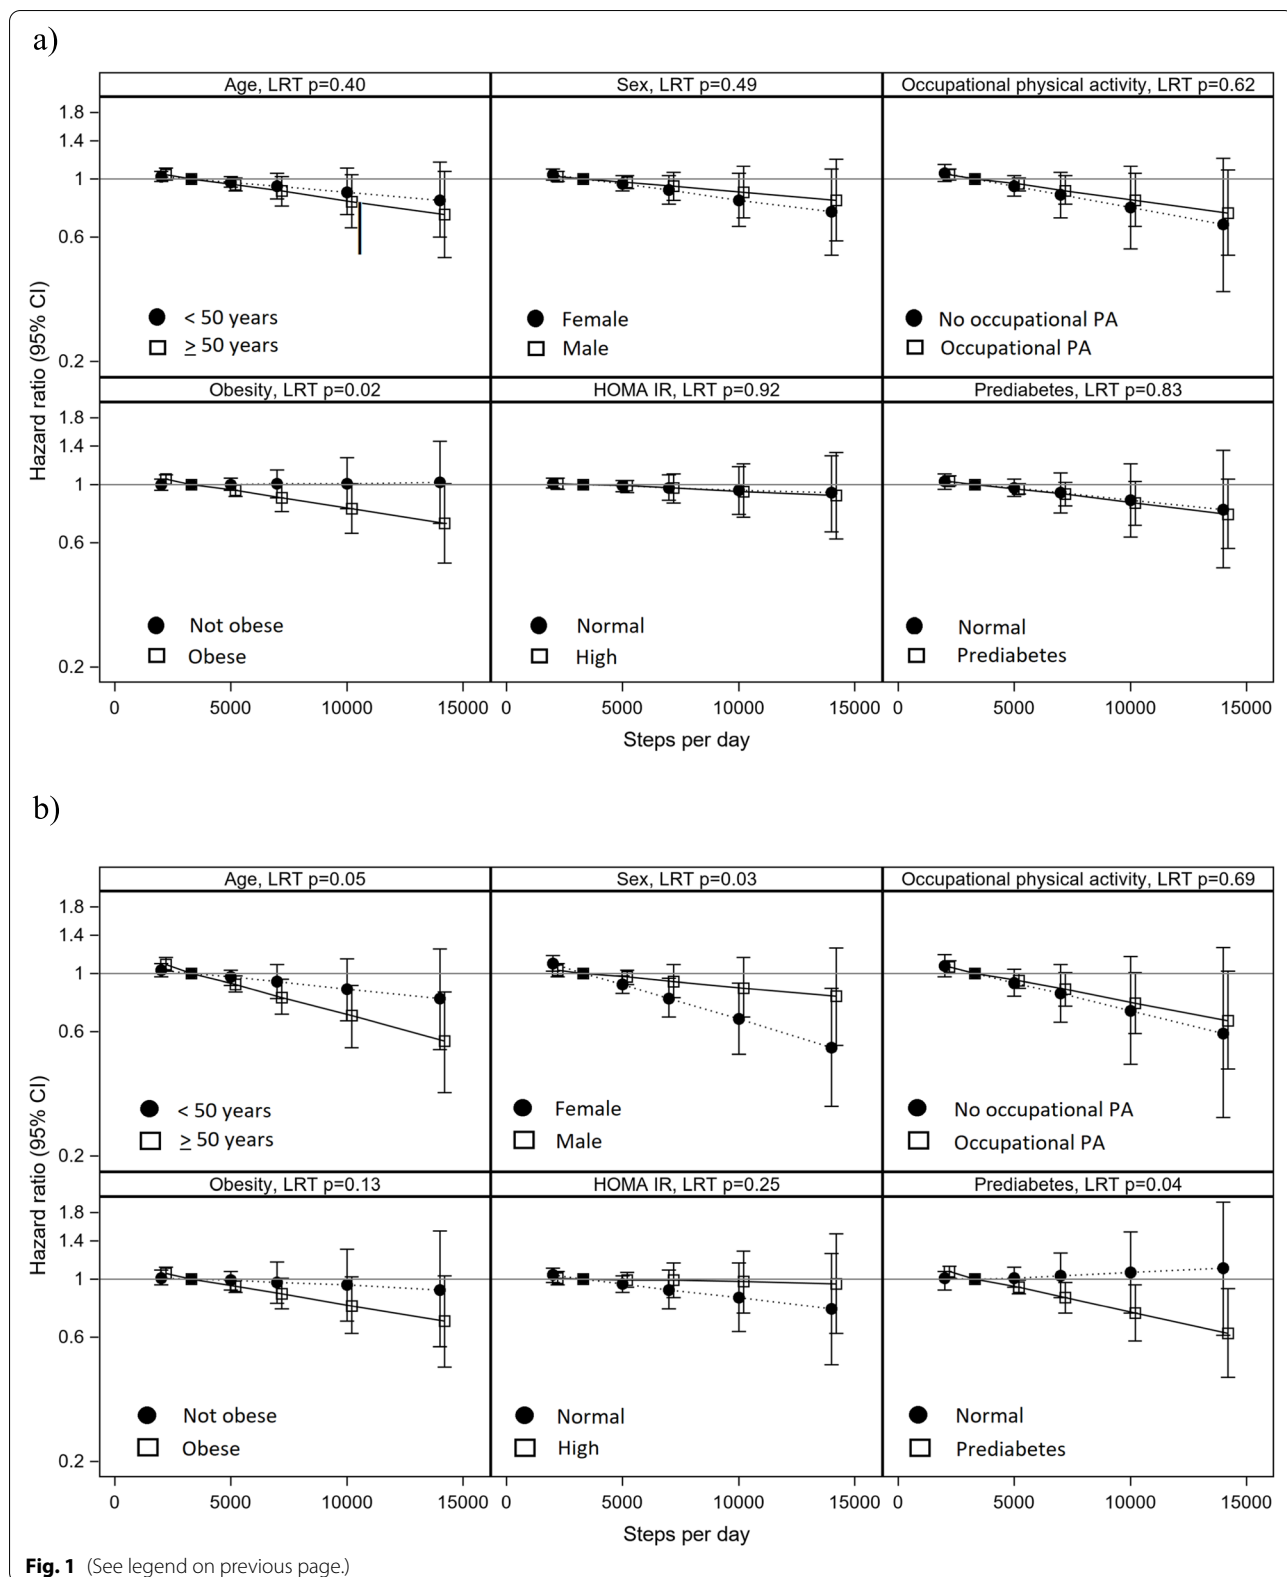 a)
Age, LRT p=0.40
Sex, LRT p=0.49
Occupational physical activity, LRT p=0.62
1.8
1.4
1
0.6
0.2
< 50 years
≥ 50 years
Female
Male
No occupational PA
Occupational PA
Hazard ratio (95% CI)
Obesity, LRT p=0.02
HOMA IR, LRT p=0.92
Prediabetes, LRT p=0.83
1.8
1.4
1
0.6
0.2
Not obese
Obese
Normal
High
Normal
Prediabetes
0 5000 10000 15000 0 5000 10000 15000 0 5000 10000 15000
Steps per day
b)
Age, LRT p=0.05
Sex, LRT p=0.03
Occupational physical activity, LRT p=0.69
1.8
1.4
1
0.6
0.2
< 50 years
≥ 50 years
Female
Male
No occupational PA
Occupational PA
Hazard ratio (95% CI)
Obesity, LRT p=0.13
HOMA IR, LRT p=0.25
Prediabetes, LRT p=0.04
1.8
1.4
1
0.6
0.2
Not obese
Obese
Normal
High
Normal
Prediabetes
0 5000 10000 15000 0 5000 10000 15000 0 5000 10000 15000
Steps per day
Fig. 1 (See legend on previous page.)